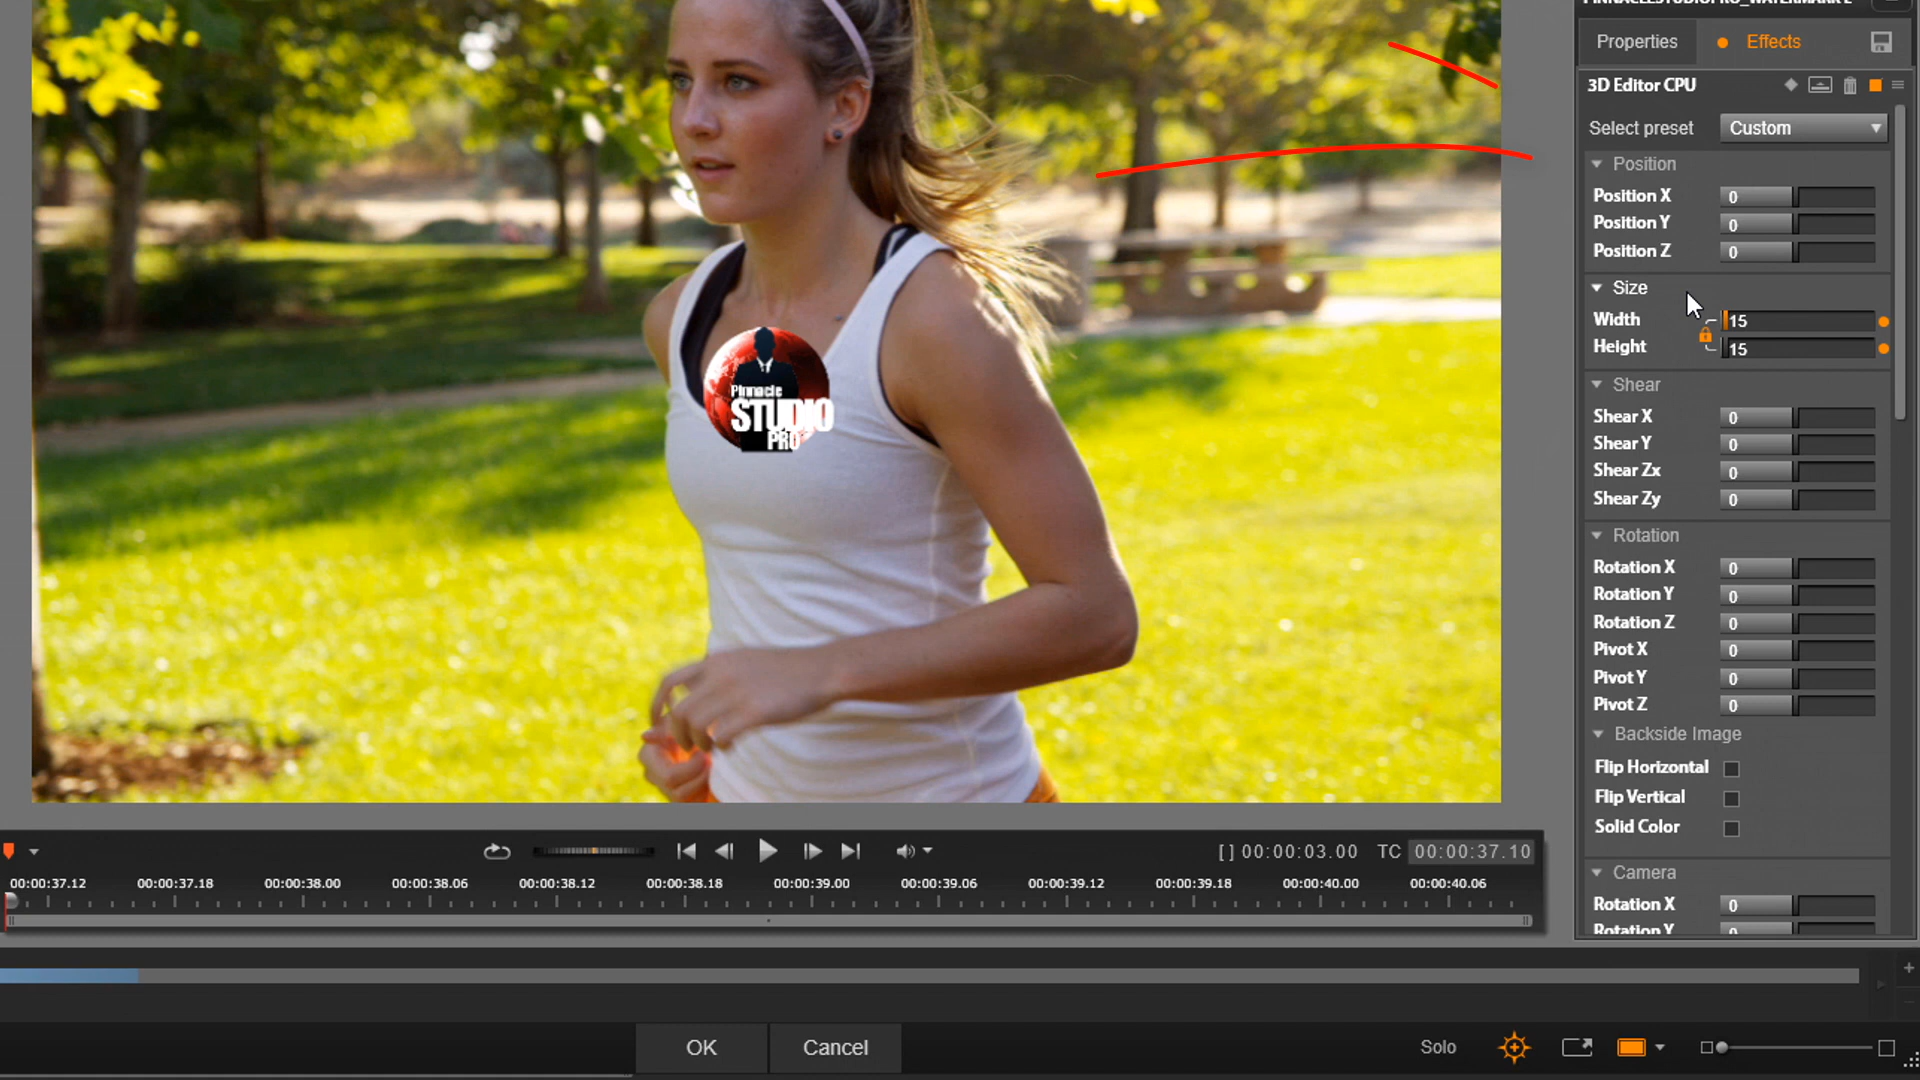 PINNACLESTUDIOPRO_WATERMARK 2
Properties
Effects
3D Editor CPU
Select preset
Custom
Position
Position X 0
Position Y 0
Position Z 0
Size
Width 15
Height 15
Shear
Shear X 0
Shear Y 0
Shear Zx 0
Shear Zy 0
Rotation
Rotation X 0
Rotation Y 0
Rotation Z 0
Pivot X 0
Pivot Y 0
Pivot Z 0
Backside Image
Flip Horizontal
Flip Vertical
Solid Color
Camera
Rotation X 0
Rotation Y 0
Pinnacle
STUDIO
PRO
[ ] 00:00:03.00 TC 00:00:37.10
00:00:37.12 00:00:37.18 00:00:38.00 00:00:38.06 00:00:38.12 00:00:38.18 00:00:39.00 00:00:39.06 00:00:39.12 00:00:39.18 00:00:40.00 00:00:40.06
OK
Cancel
Solo